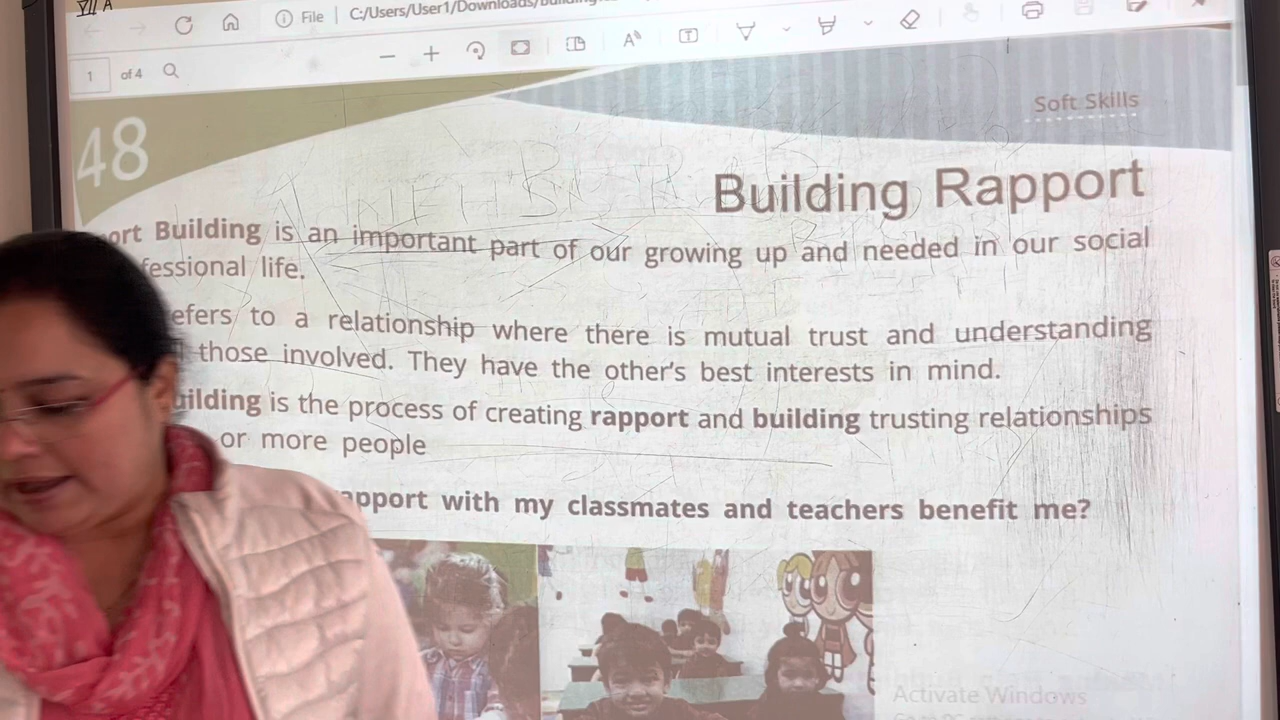 VII A
File | C:/Users/User1/Downloads/Building
1 of 4
Soft Skills
48
Building Rapport
ort Building is an important part of our growing up and needed in our social
fessional life.
efers to a relationship where there is mutual trust and understanding
those involved. They have the other's best interests in mind.
ilding is the process of creating rapport and building trusting relationships
or more people
apport with my classmates and teachers benefit me?
Activate Windows